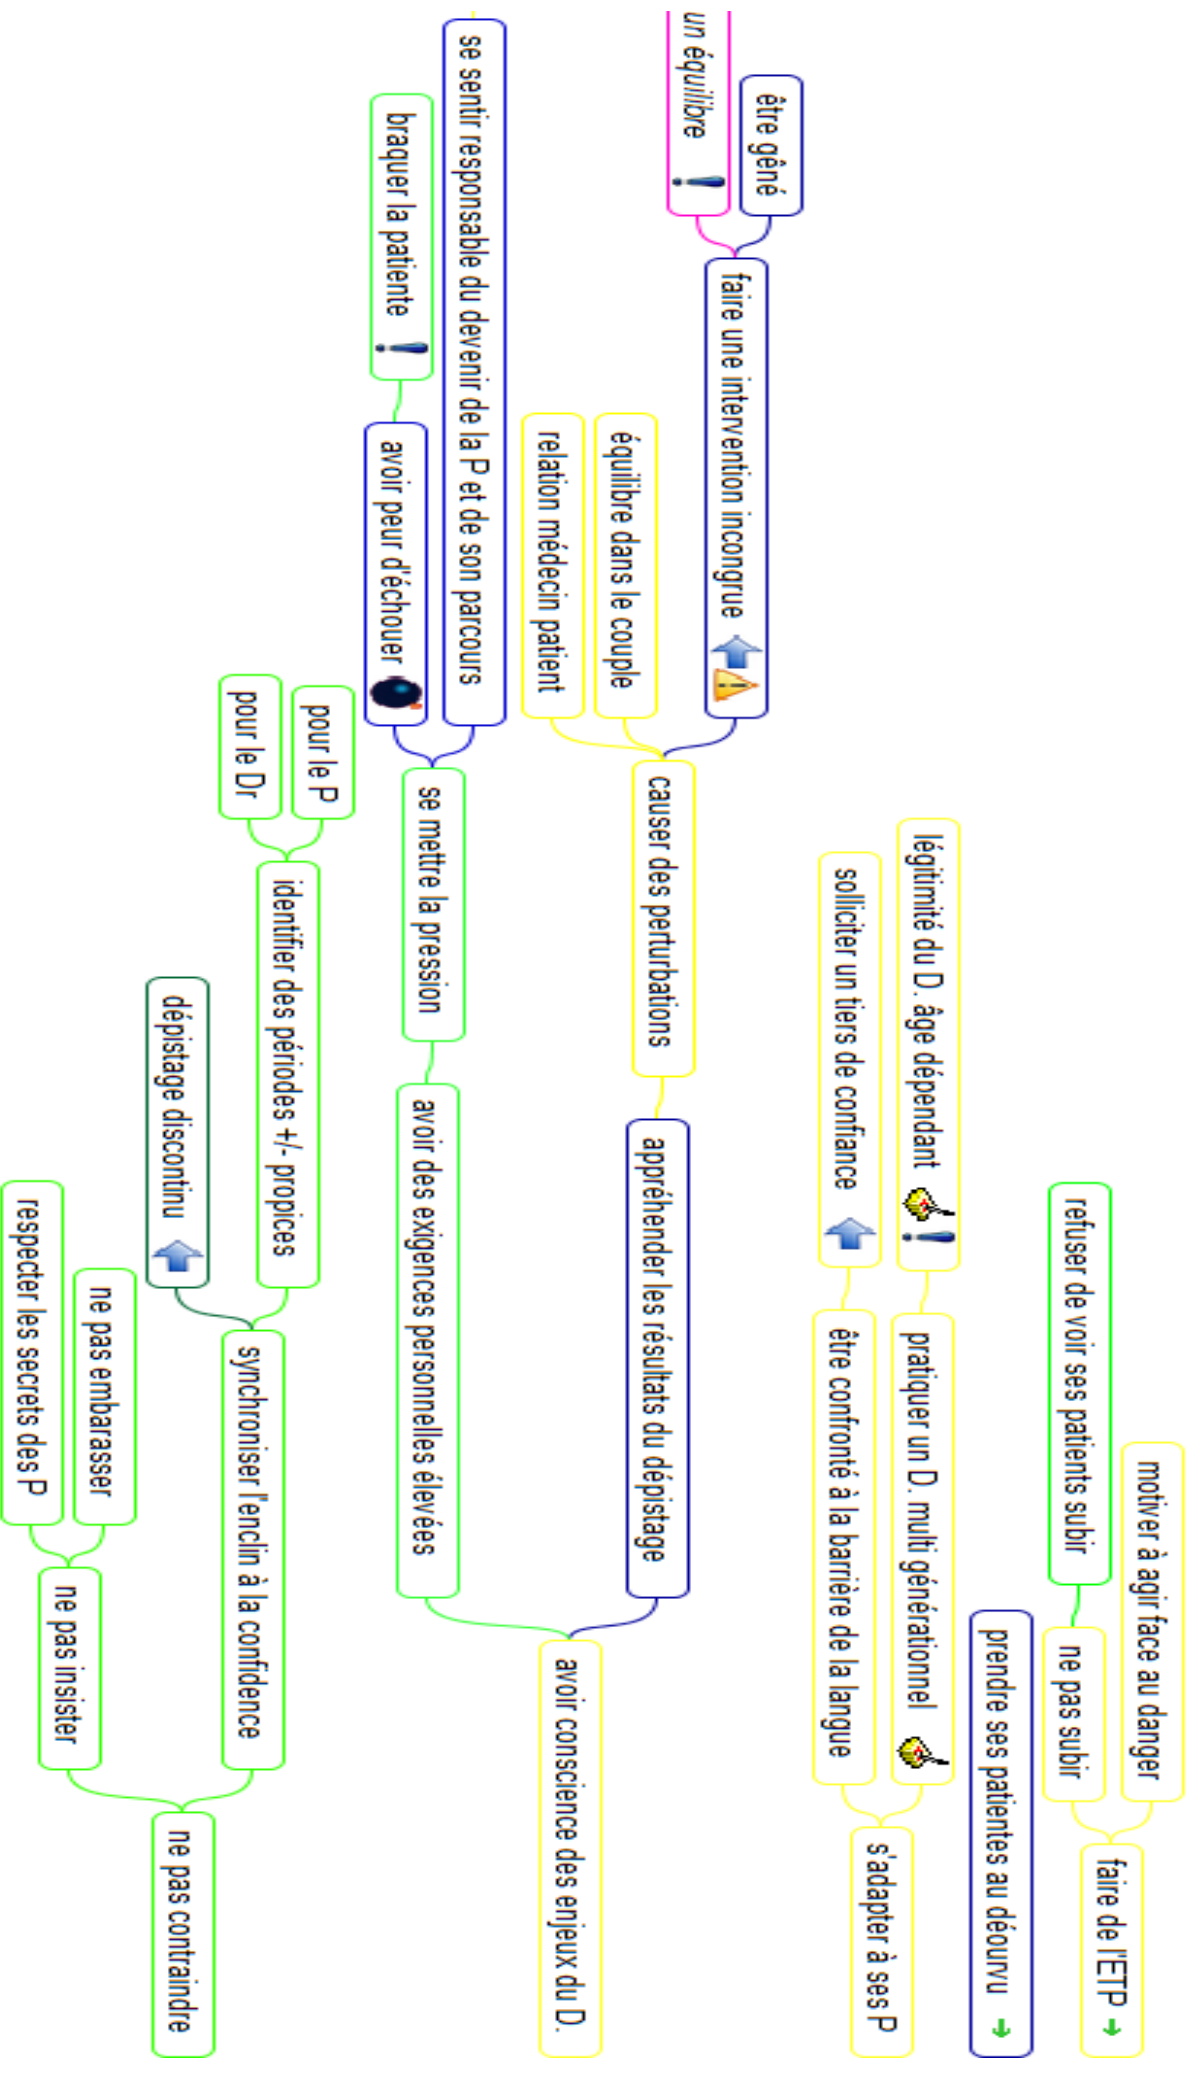 motiver à agir face au danger
faire de l'ETP
refuser de voir ses patients subir
ne pas subir
prendre ses patientes au déourvu
légitimité du D. âge dépendant
pratiquer un D. multi générationnel
s'adapter à ses P
solliciter un tiers de confiance
être confronté à la barrière de la langue
être gêné
faire une intervention incongrue
un équilibre
causer des perturbations
appréhender les résultats du dépistage
équilibre dans le couple
relation médecin patient
avoir conscience des enjeux du D.
se sentir responsable du devenir de la P et de son parcours
se mettre la pression
avoir des exigences personnelles élevées
braquer la patiente
avoir peur d'échouer
pour le P
identifier des périodes +/- propices
pour le Dr
synchroniser l'enclin à la confidence
dépistage discontinu
ne pas contraindre
ne pas embarasser
ne pas insister
respecter les secrets des P